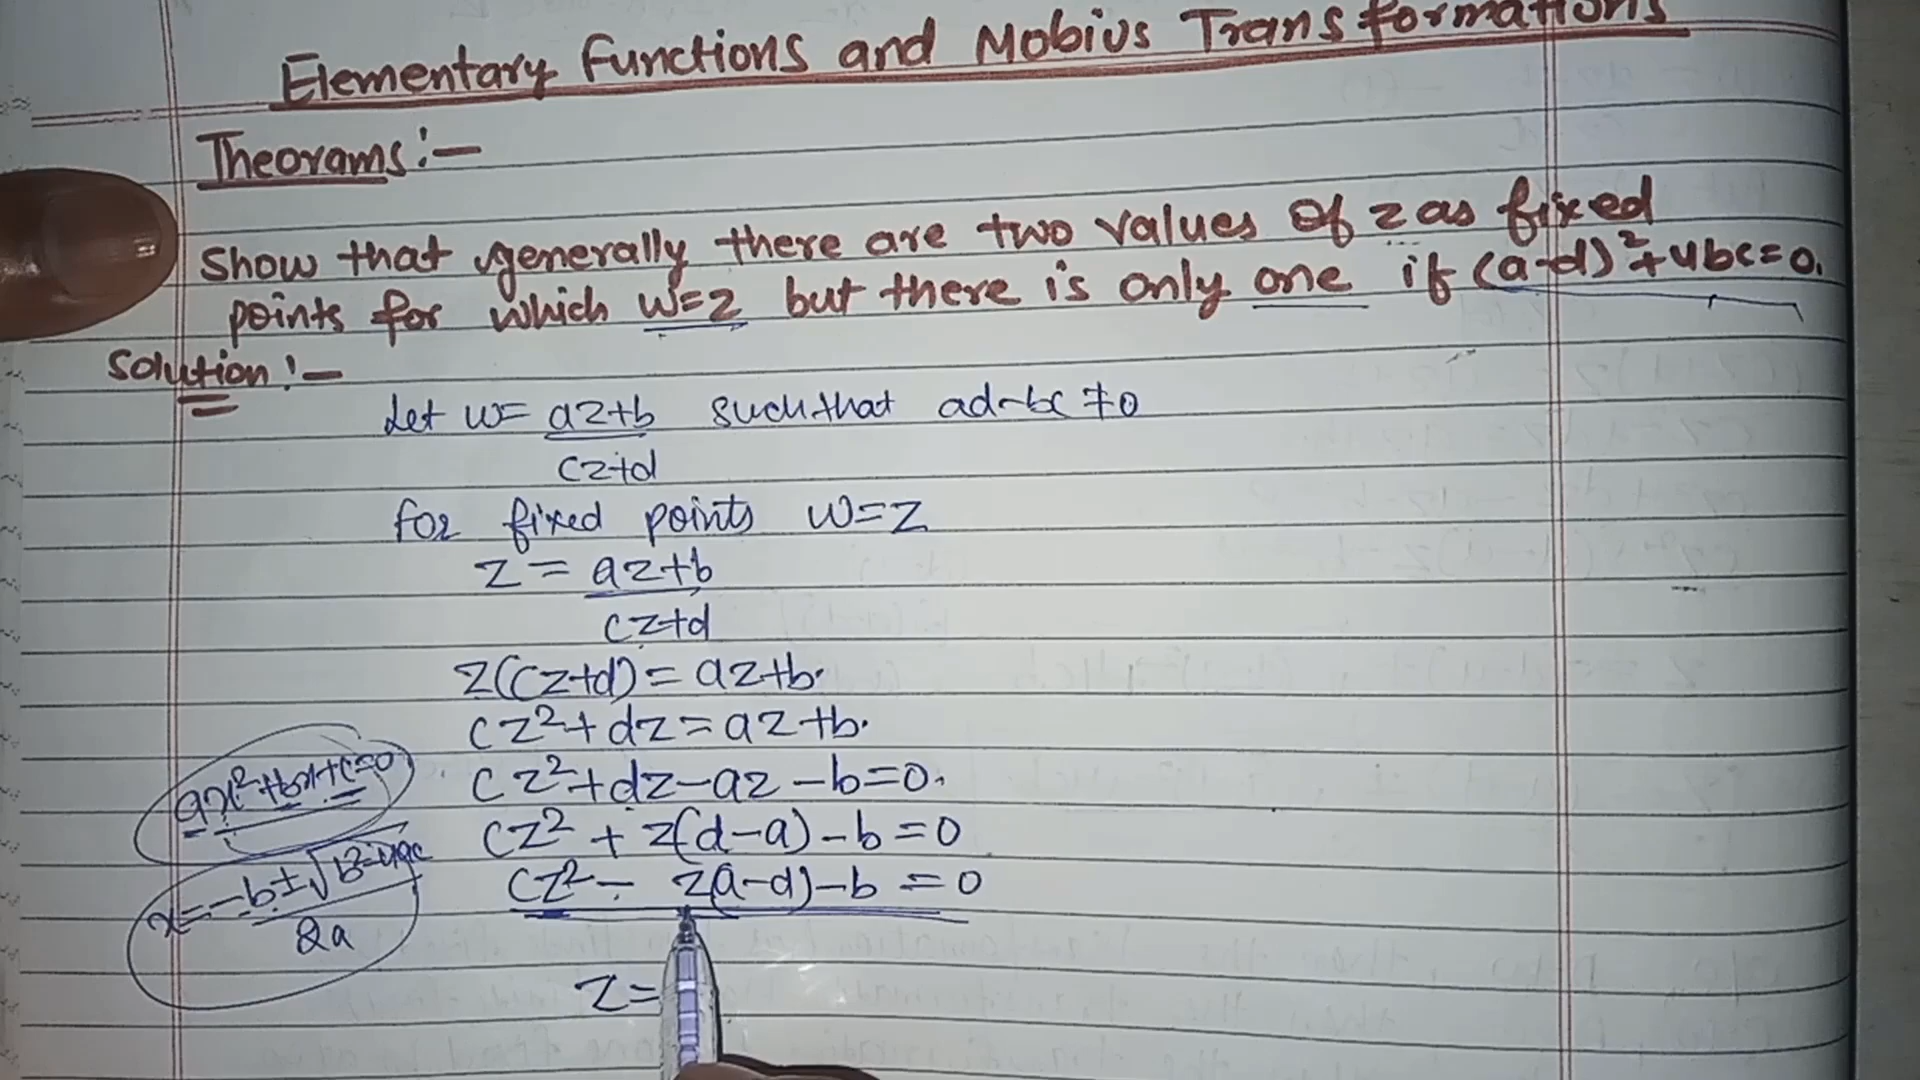 Elementary Functions and Mobius Transformations
Theorams:-
Show that generally there are two values of z as fixed
points for which w=z but there is only one if (a-d)²+4bc=0.
Solution:-
Let w= az+b such that ad-bc ≠0
cz+d
for fixed points w=z
z = az+b
cz+d
z(cz+d)=az+b.
cz²+dz=az+b.
cz²+dz-az-b=0.
cz² + z(d-a)-b=0
cz² - z(a-d)-b=0
z=
ax²+bx+c=0
x=-b±√b²-4ac
2a